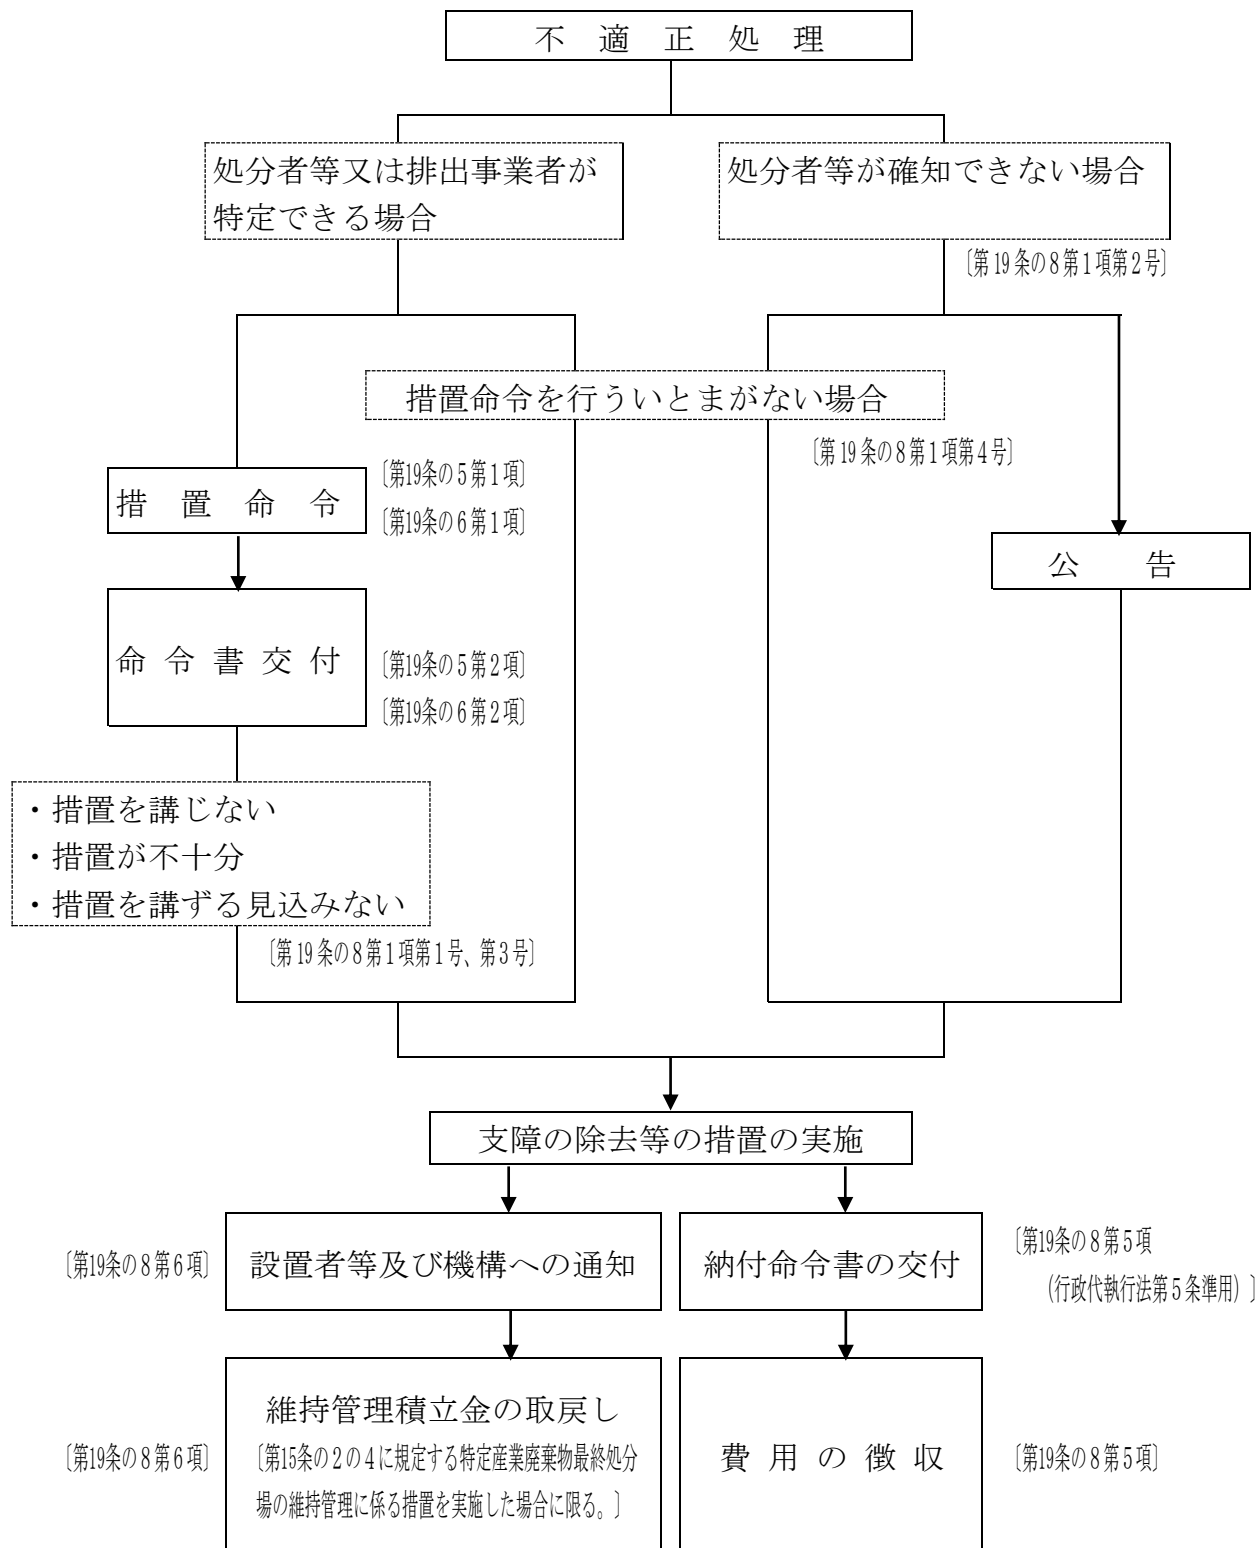 不適正処理
処分者等又は排出事業者が
特定できる場合
処分者等が確知できない場合
〔第19条の8第1項第2号〕
措置命令を行ういとまがない場合
〔第19条の8第1項第4号〕
措置命令
〔第19条の5第1項〕
〔第19条の6第1項〕
公告
命令書交付
〔第19条の5第2項〕
〔第19条の6第2項〕
・措置を講じない
・措置が不十分
・措置を講ずる見込みない
〔第19条の8第1項第1号、第3号〕
支障の除去等の措置の実施
〔第19条の8第6項〕
設置者等及び機構への通知
納付命令書の交付
〔第19条の8第5項
(行政代執行法第5条準用)〕
〔第19条の8第6項〕
維持管理積立金の取戻し
〔第15条の2の4に規定する特定産業廃棄物最終処分
場の維持管理に係る措置を実施した場合に限る。〕
費用の徴収
〔第19条の8第5項〕